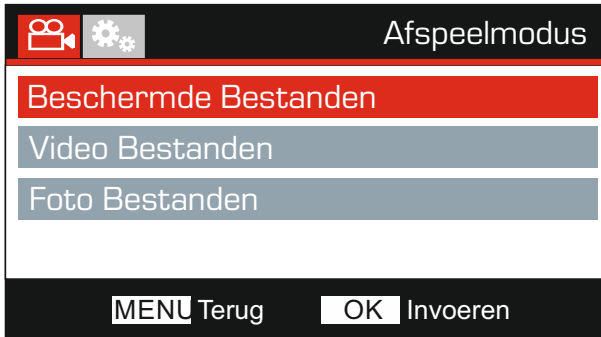 Afspeelmodus
Beschermde Bestanden
Video Bestanden
Foto Bestanden
MENU Terug OK Invoeren